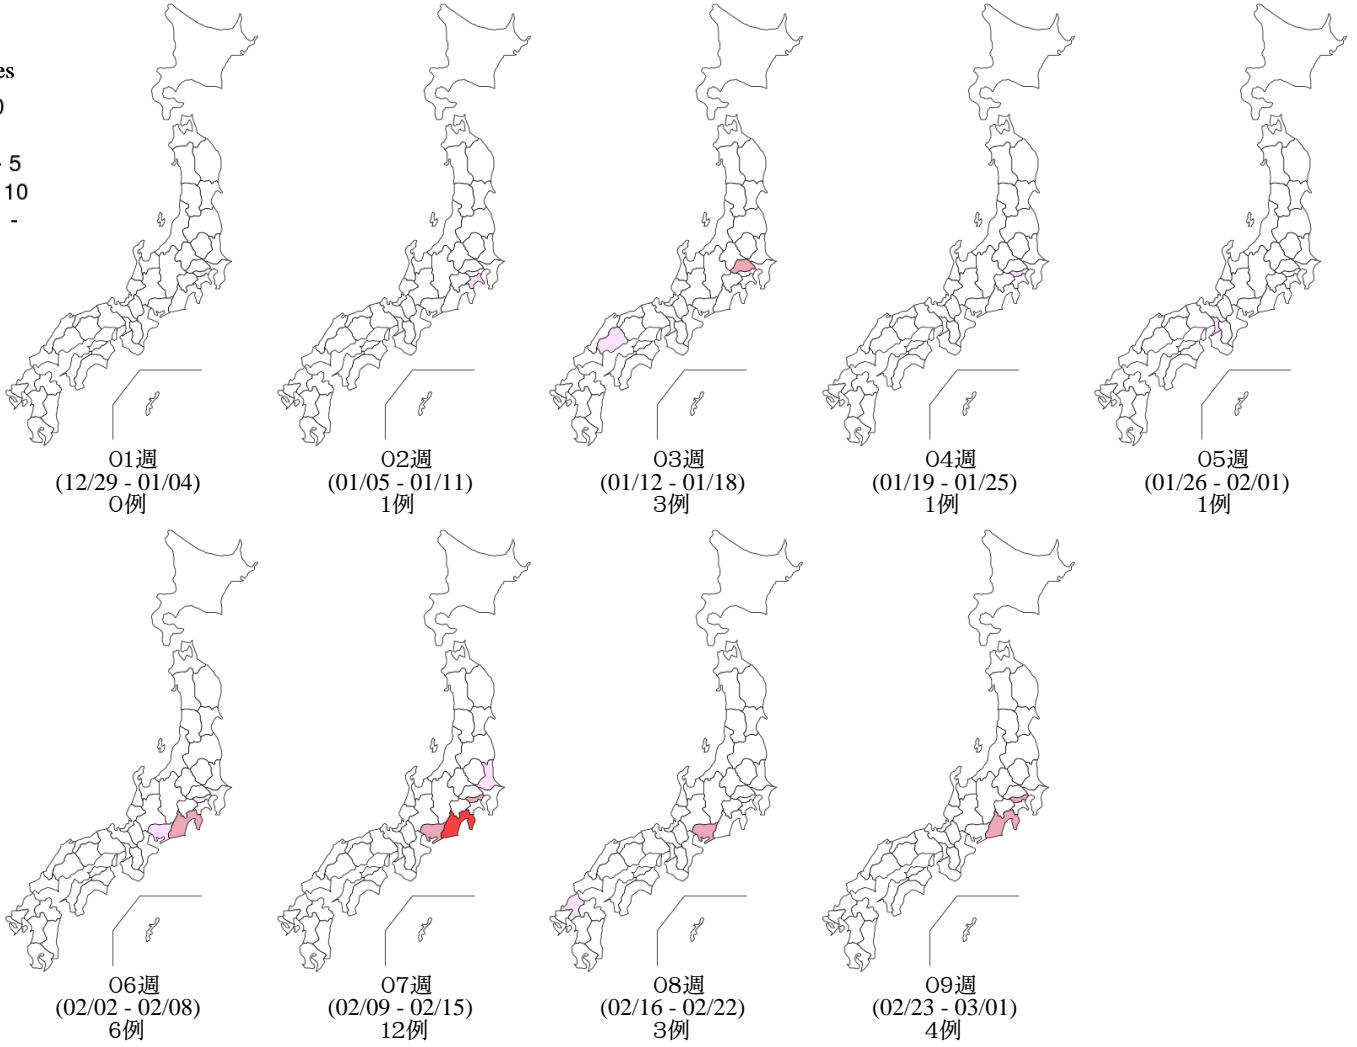 es
0
- 5
10
-
01週
(12/29 - 01/04)
0例
02週
(01/05 - 01/11)
1例
03週
(01/12 - 01/18)
3例
04週
(01/19 - 01/25)
1例
05週
(01/26 - 02/01)
1例
06週
(02/02 - 02/08)
6例
07週
(02/09 - 02/15)
12例
08週
(02/16 - 02/22)
3例
09週
(02/23 - 03/01)
4例